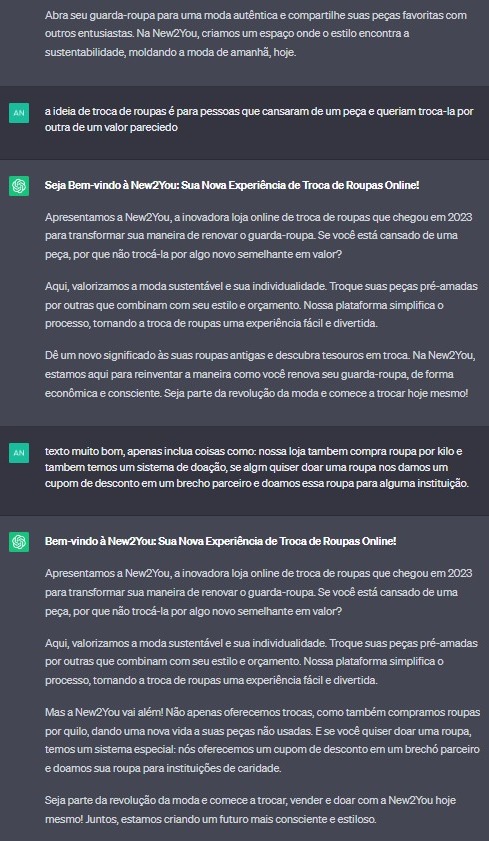 Abra seu guarda-roupa para uma moda autêntica e compartilhe suas peças favoritas com
outros entusiastas. Na New2You, criamos um espaço onde o estilo encontra a
sustentabilidade, moldando a moda de amanhã, hoje.
AN
a ideia de troca de roupas é para pessoas que cansaram de um peça e queriam troca-la por
outra de um valor pareciedo
Seja Bem-vindo à New2You: Sua Nova Experiência de Troca de Roupas Online!
Apresentamos a New2You, a inovadora loja online de troca de roupas que chegou em 2023
para transformar sua maneira de renovar o guarda-roupa. Se você está cansado de uma
peça, por que não trocá-la por algo novo semelhante em valor?
Aqui, valorizamos a moda sustentável e sua individualidade. Troque suas peças pré-amadas
por outras que combinam com seu estilo e orçamento. Nossa plataforma simplifica o
processo, tornando a troca de roupas uma experiência fácil e divertida.
Dê um novo significado às suas roupas antigas e descubra tesouros em troca. Na New2You,
estamos aqui para reinventar a maneira como você renova seu guarda-roupa, de forma
econômica e consciente. Seja parte da revolução da moda e comece a trocar hoje mesmo!
AN
texto muito bom, apenas inclua coisas como: nossa loja tambem compra roupa por kilo e
tambem temos um sistema de doação, se algm quiser doar uma roupa nos damos um
cupom de desconto em um brecho parceiro e doamos essa roupa para alguma instituição.
Bem-vindo à New2You: Sua Nova Experiência de Troca de Roupas Online!
Apresentamos a New2You, a inovadora loja online de troca de roupas que chegou em 2023
para transformar sua maneira de renovar o guarda-roupa. Se você está cansado de uma
peça, por que não trocá-la por algo novo semelhante em valor?
Aqui, valorizamos a moda sustentável e sua individualidade. Troque suas peças pré-amadas
por outras que combinam com seu estilo e orçamento. Nossa plataforma simplifica o
processo, tornando a troca de roupas uma experiência fácil e divertida.
Mas a New2You vai além! Não apenas oferecemos trocas, como também compramos roupas
por quilo, dando uma nova vida a suas peças não usadas. E se você quiser doar uma roupa,
temos um sistema especial: nós oferecemos um cupom de desconto em um brechó parceiro
e doamos sua roupa para instituições de caridade.
Seja parte da revolução da moda e comece a trocar, vender e doar com a New2You hoje
mesmo! Juntos, estamos criando um futuro mais consciente e estiloso.